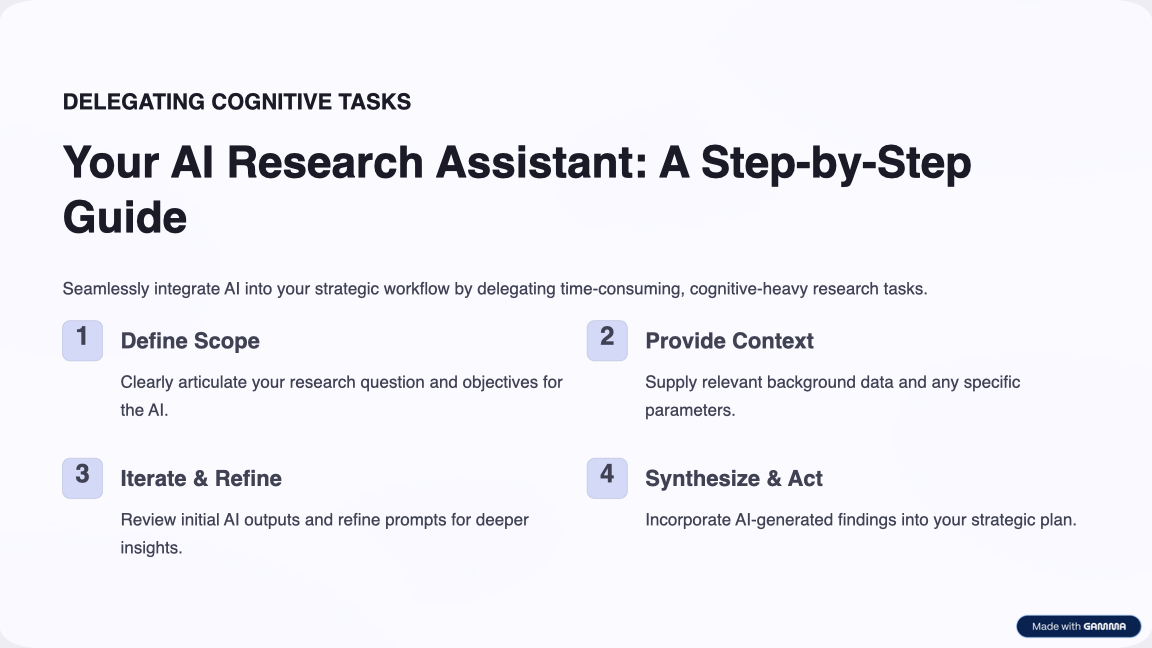 DELEGATING COGNITIVE TASKS
Your AI Research Assistant: A Step-by-Step
Guide
Seamlessly integrate AI into your strategic workflow by delegating time-consuming, cognitive-heavy research tasks.
1
Define Scope
Clearly articulate your research question and objectives for
the AI.
2
Provide Context
Supply relevant background data and any specific
parameters.
3
Iterate & Refine
Review initial AI outputs and refine prompts for deeper
insights.
4
Synthesize & Act
Incorporate AI-generated findings into your strategic plan.
Made with GAMMA